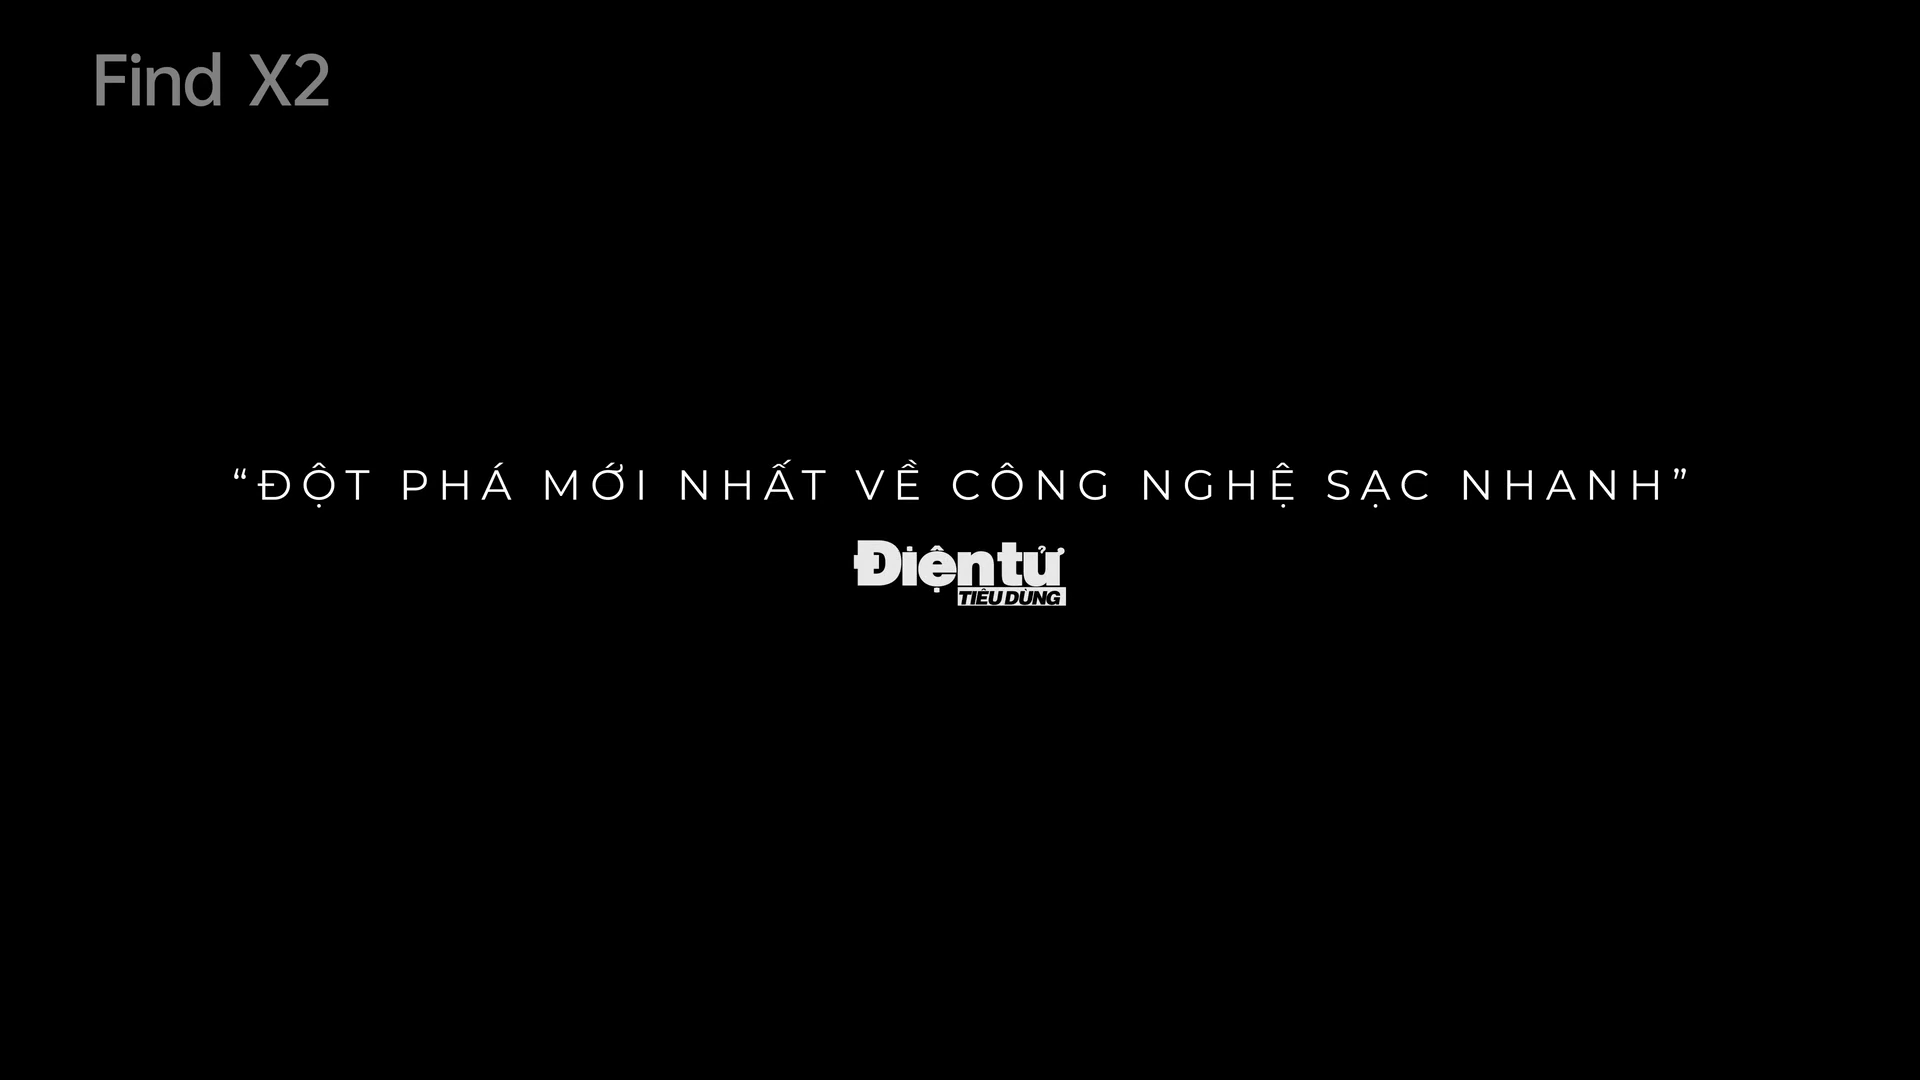 Find X2
“ĐỘT PHÁ MỚI NHẤT VỀ CÔNG NGHỆ SẠC NHANH”
Điện tử
TIÊU DÙNG